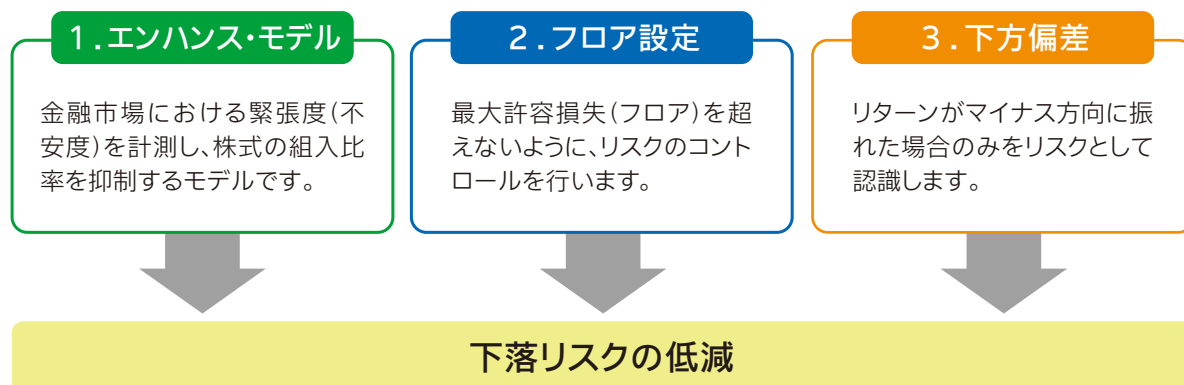 1.エンハンス・モデル
金融市場における緊張度(不
安度)を計測し、株式の組入比
率を抑制するモデルです。
2.フロア設定
最大許容損失(フロア)を超
えないように、リスクのコント
ロールを行います。
3.下方偏差
リターンがマイナス方向に振
れた場合のみをリスクとして
認識します。
下落リスクの低減